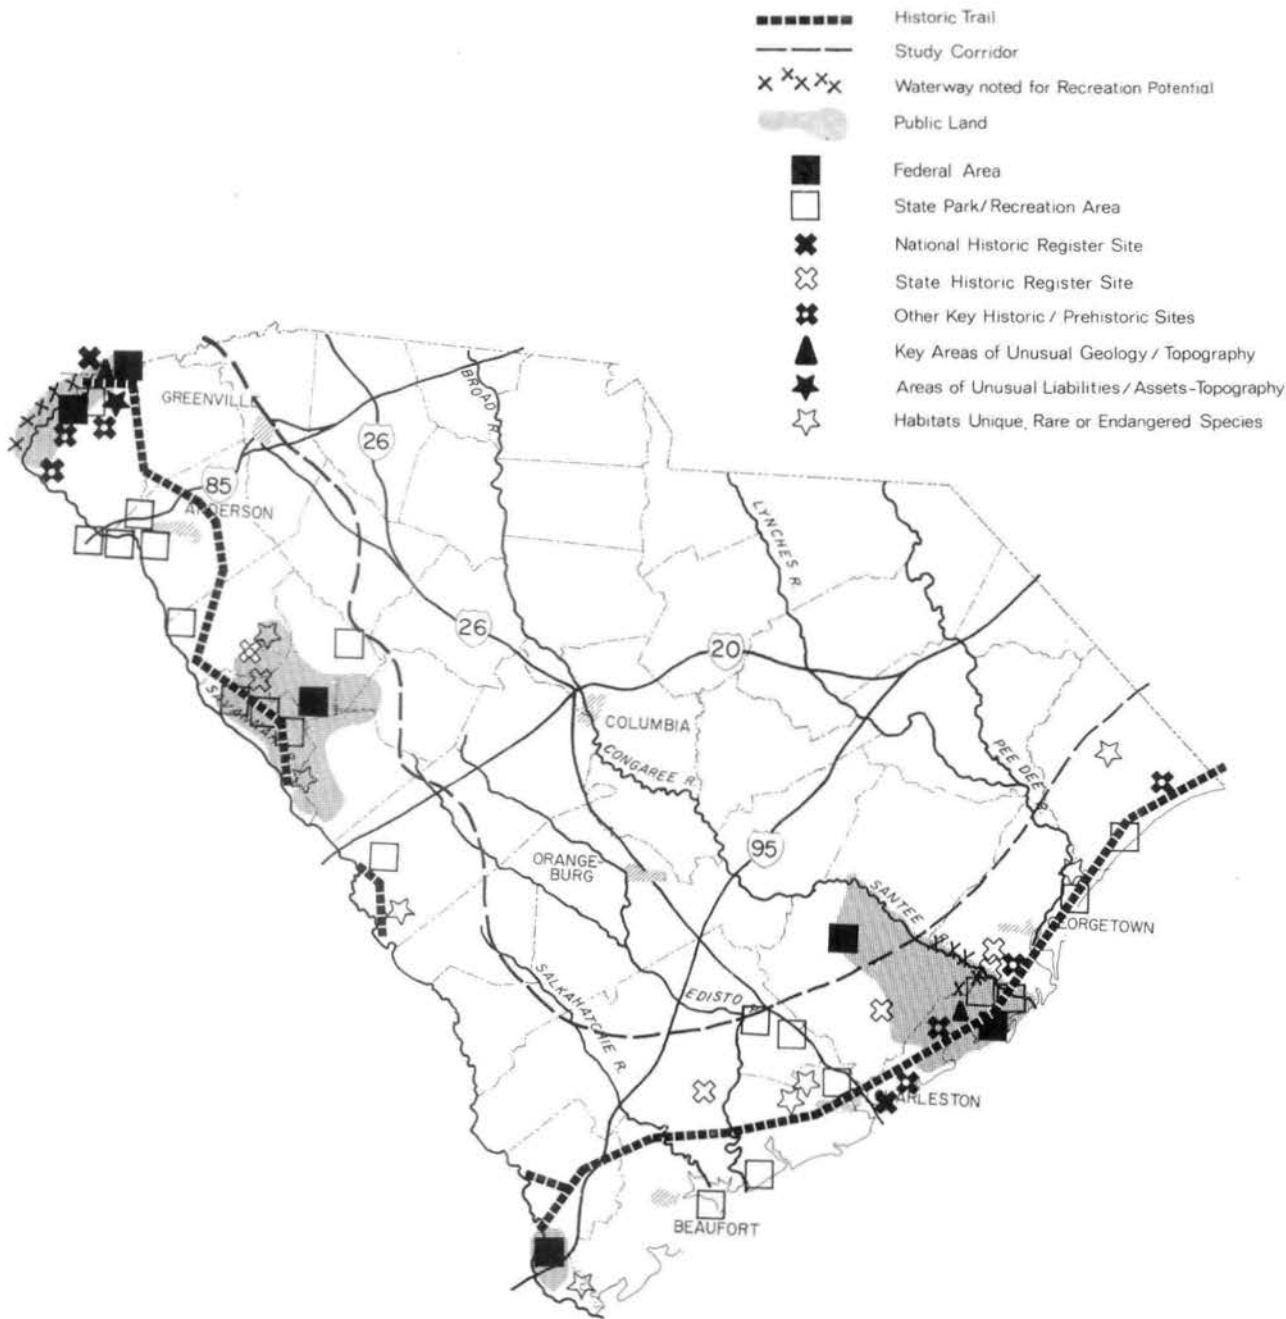 Historic Trail
Study Corridor
Waterway noted for Recreation Potential
Public Land
Federal Area
State Park/Recreation Area
National Historic Register Site
State Historic Register Site
Other Key Historic / Prehistoric Sites
Key Areas of Unusual Geology / Topography
Areas of Unusual Liabilities/Assets-Topography
Habitats Unique, Rare or Endangered Species
GREENVILLE
BROAD R.
26
85
ANDERSON
LYNCHES R.
26
20
COLUMBIA
CONGAREE R.
PEE DEE R.
95
ORANGE-
BURG
SANTEE R.
GEORGETOWN
SALKAHATCHIE R.
EDISTO
ARLESTON
BEAUFORT